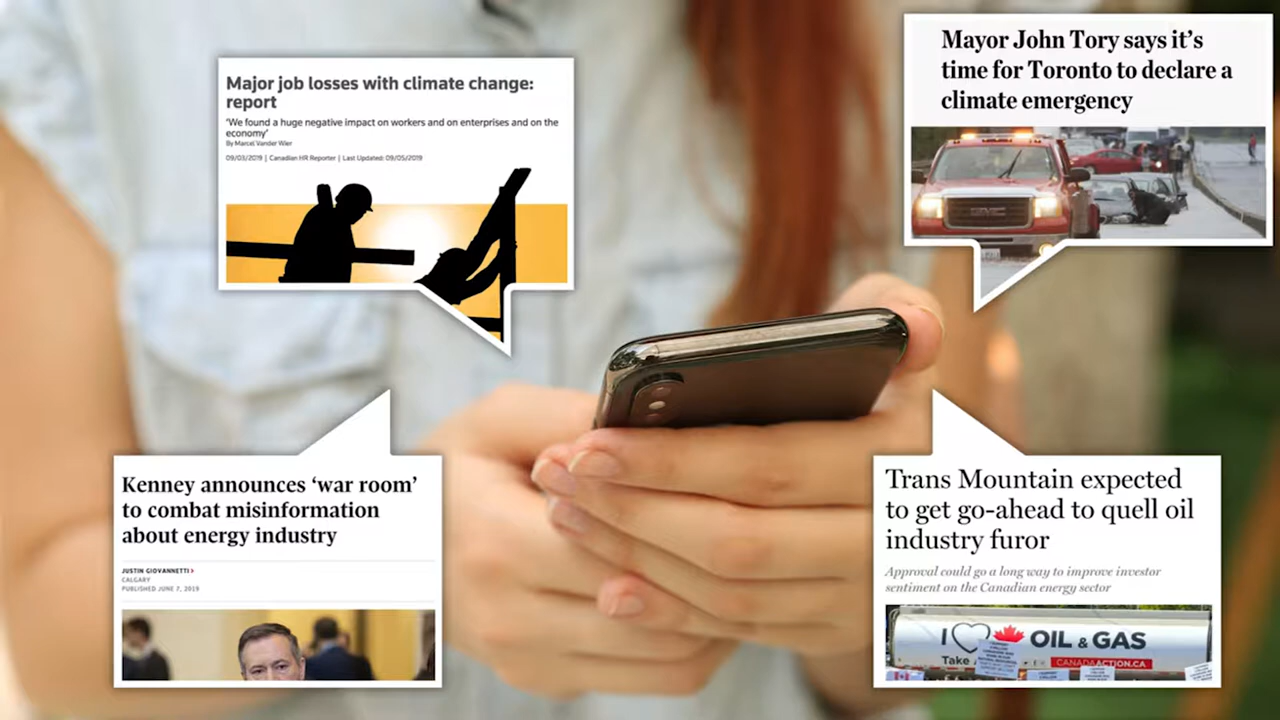 Major job losses with climate change:
report
'We found a huge negative impact on workers and on enterprises and on the
economy'
By Marcel Vander Wier
09/03/2019 | Canadian HR Reporter | Last Updated: 09/05/2019
Mayor John Tory says it's
time for Toronto to declare a
climate emergency
GMC
Kenney announces 'war room'
to combat misinformation
about energy industry
JUSTIN GIOVANNETTI
CALGARY
PUBLISHED JUNE 7, 2019
Trans Mountain expected
to get go-ahead to quell oil
industry furor
Approval could go a long way to improve investor
sentiment on the Canadian energy sector
I OIL & GAS
Take
CANADAACTION.CA